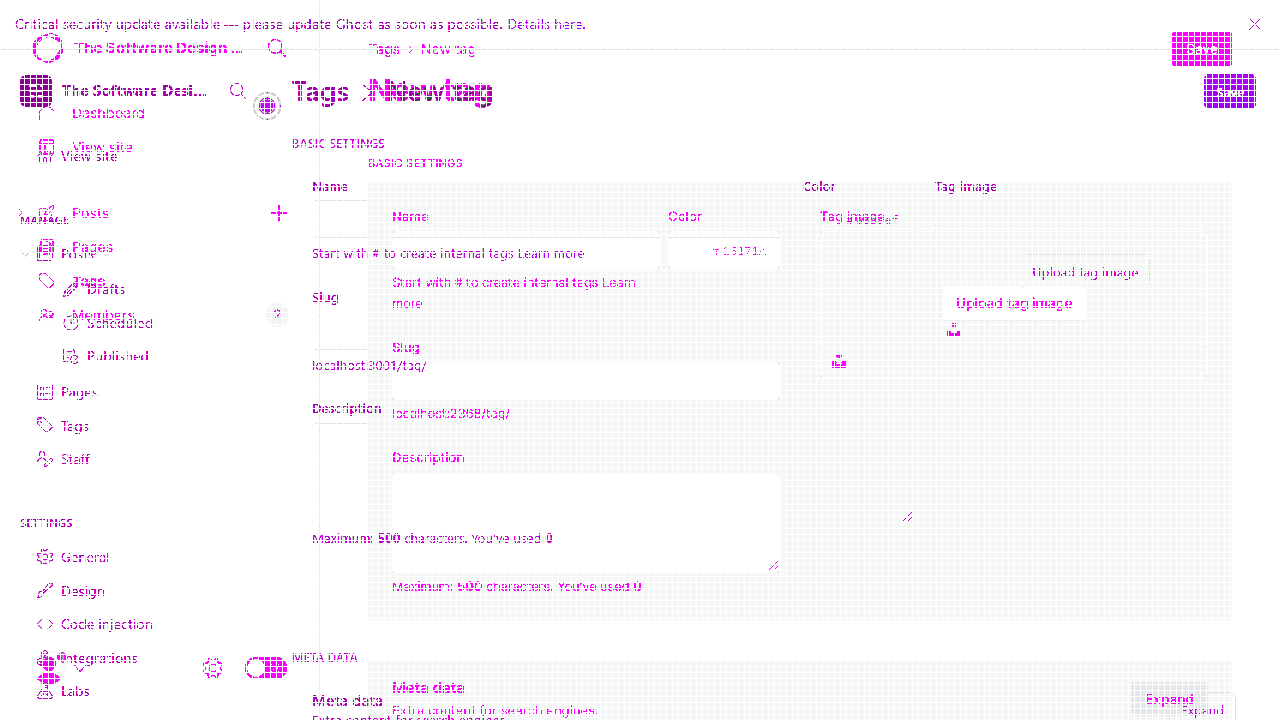 Critical security update available — please update Ghost as soon as possible. Details here.
The Software Design ...
Tags > New tag
Save
The Software Desi...
Tags > New tag
Save
Dashboard
View site
View site
BASIC SETTINGS
BASIC SETTINGS
Name
Color
Tag image
Posts
MANAGE
Name
Color
Tag image
Pages
Posts
Start with # to create internal tags Learn more
Tags
Start with # to create internal tags Learn
more
Upload tag image
Drafts
Slug
Upload tag image
Members
Scheduled
Slug
Published
localhost:3001/tag/
Pages
Description
localhost:2368/tag/
Tags
Staff
Description
SETTINGS
Maximum: 500 characters. You've used 0
General
Maximum: 500 characters. You've used 0
Design
Code injection
Integrations
META DATA
Labs
Meta data
Meta data
Expand
Extra content for search engines.
Expand
Extra content for search engines.